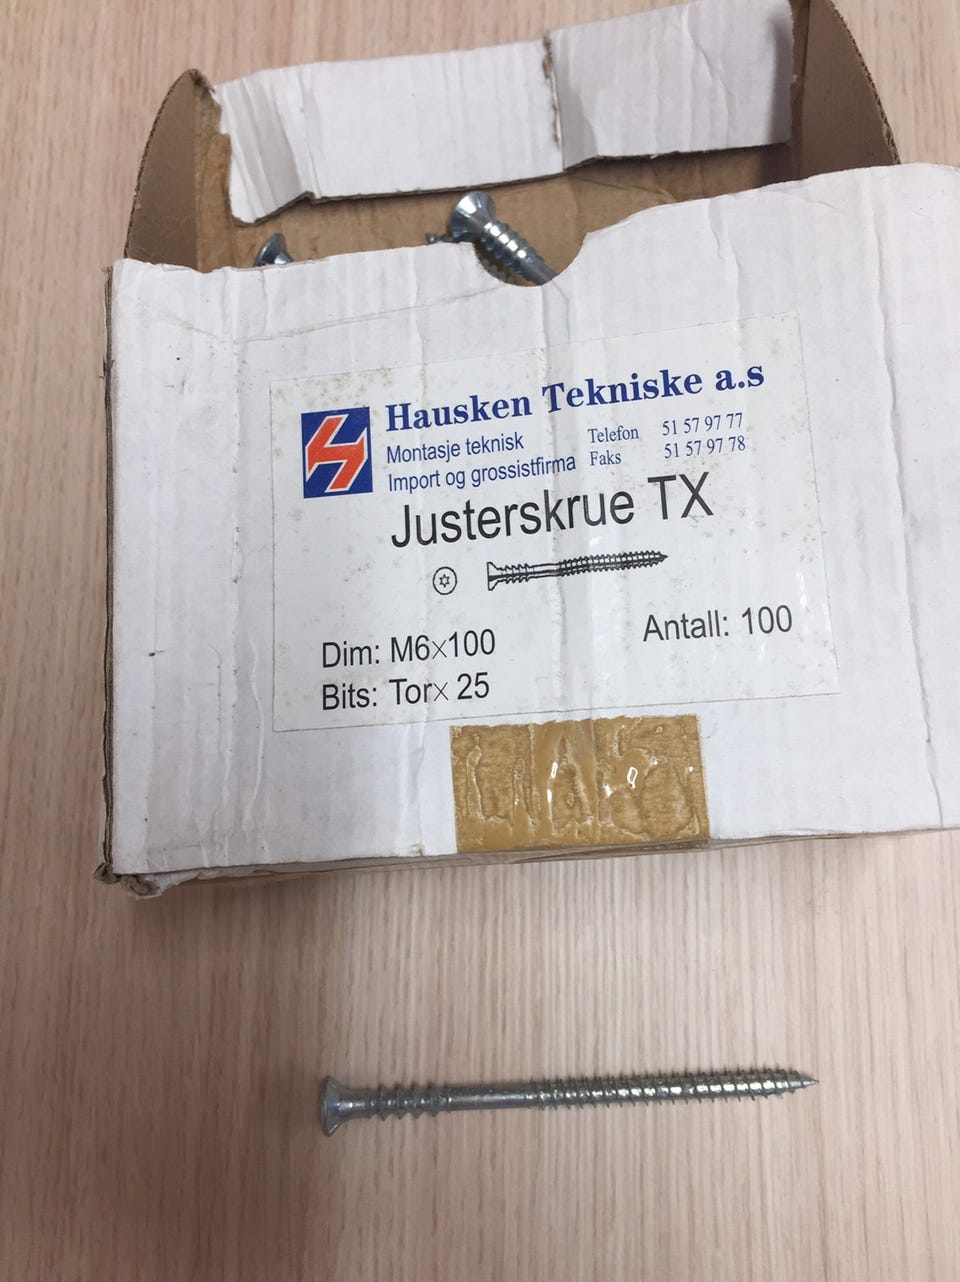 Hausken Tekniske a.s
Montasje teknisk
Import og grossistfirma
Telefon 51 57 97 77
Faks 51 57 97 78
Justerskrue TX
Dim: M6×100
Antall: 100
Bits: Torx 25